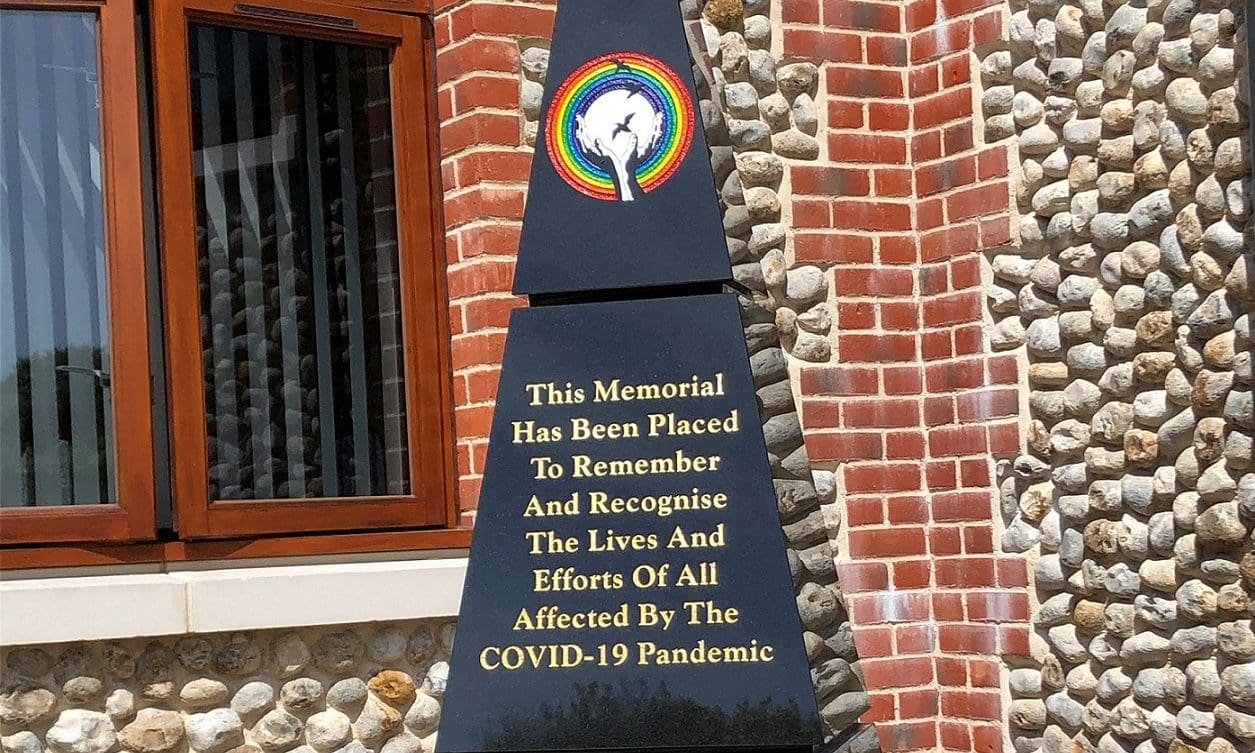 This Memorial
Has Been Placed
To Remember
And Recognise
The Lives And
Efforts Of All
Affected By The
COVID-19 Pandemic